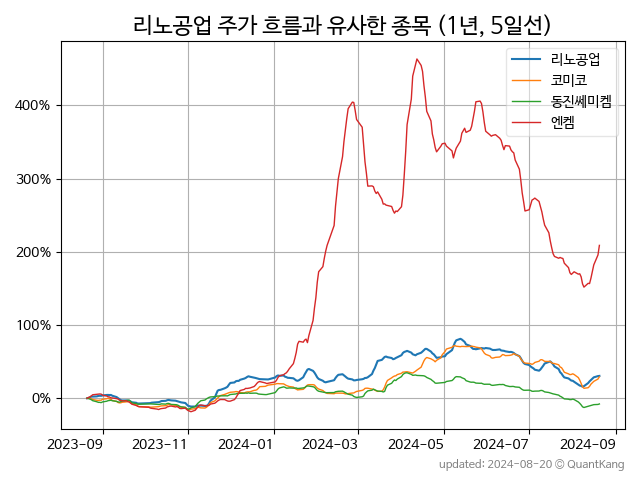 리노공업 주가 흐름과 유사한 종목 (1년, 5일선)
리노공업
코미코
동진쎄미켐
엔켐
400%
300%
200%
100%
0%
2023-09 2023-11 2024-01 2024-03 2024-05 2024-07 2024-09
updated: 2024-08-20 © QuantKang